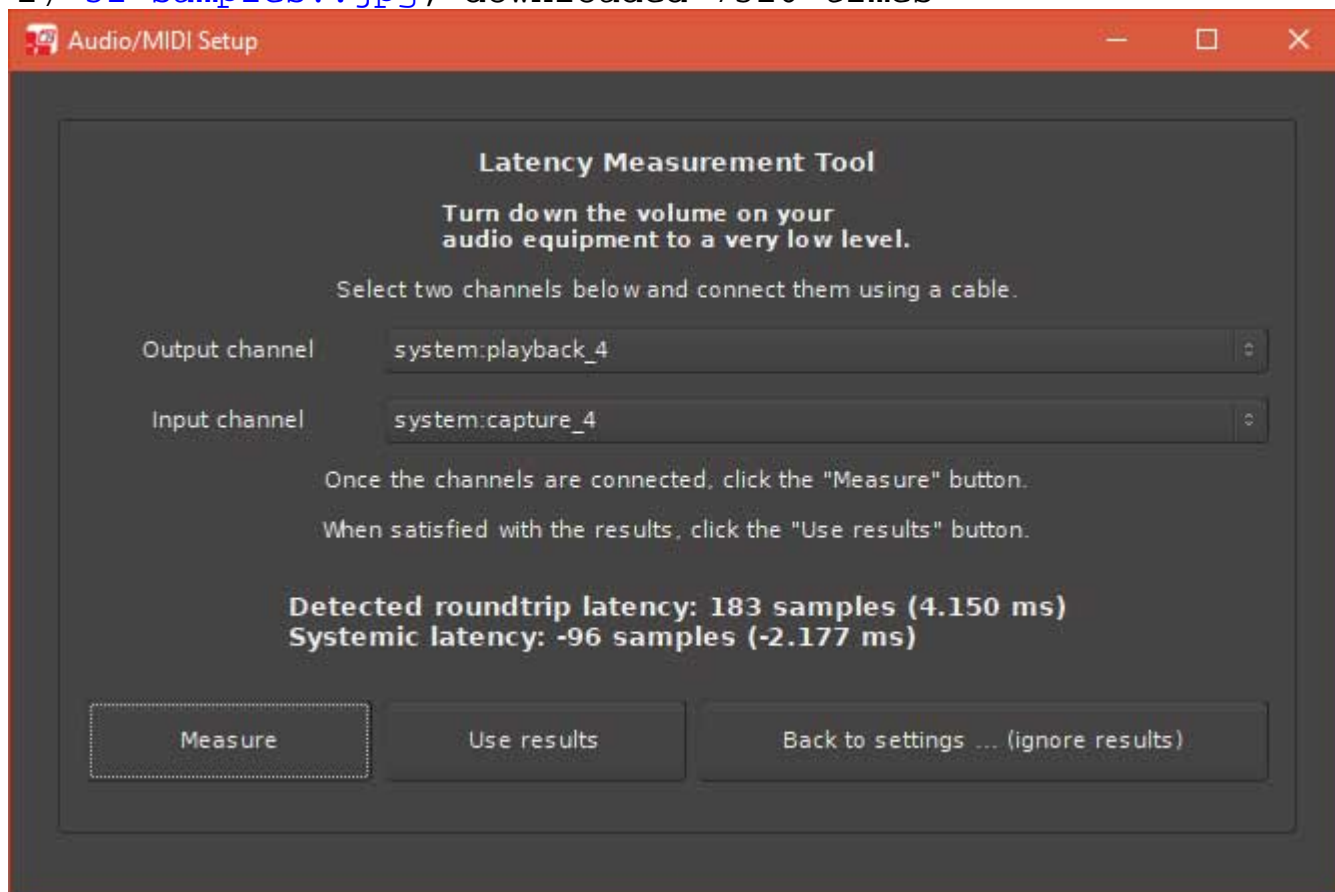 Audio/MIDI Setup
Latency Measurement Tool
Turn down the volume on your
audio equipment to a very low level.
Select two channels below and connect them using a cable.
Output channel system:playback_4
Input channel system:capture_4
Once the channels are connected, click the "Measure" button.
When satisfied with the results, click the "Use results" button.
Detected roundtrip latency: 183 samples (4.150 ms)
Systemic latency: -96 samples (-2.177 ms)
Measure Use results Back to settings ... (ignore results)